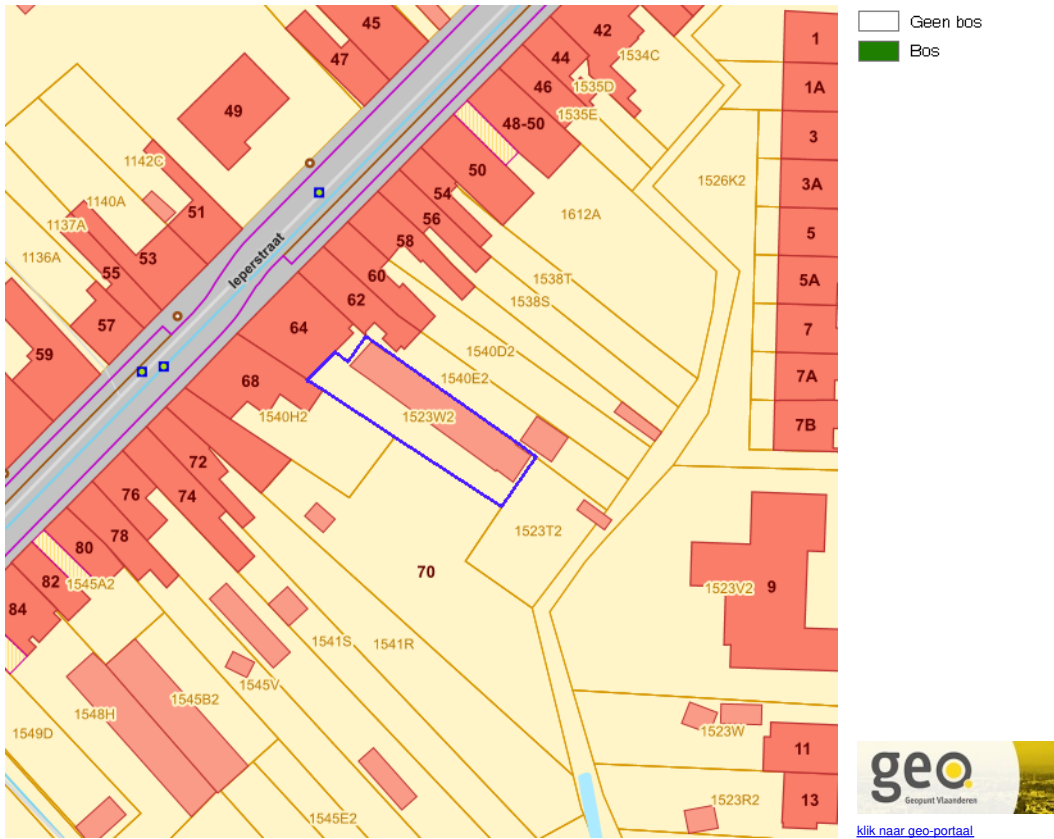 Geen bos
Bos
45
47
42
44
1534C
1
46
1535D
1A
49
1535E
48-50
3
1142C
50
1526K2
3A
1140A
54
51
1612A
56
1137A
5
58
1136A
53
Ieperstraat
55
60
1538T
5A
1538S
62
57
64
7
59
1540D2
7A
1540E2
68
1540H2
1523W2
7B
72
76
74
1523T2
78
80
70
82
1545A2
1523V2
9
84
1541S
1541R
1545V
1545B2
1548H
1549D
1523W
11
1523R2
13
1545E2
geo
Geopunt Vlaanderen
klik naar geo-portaal